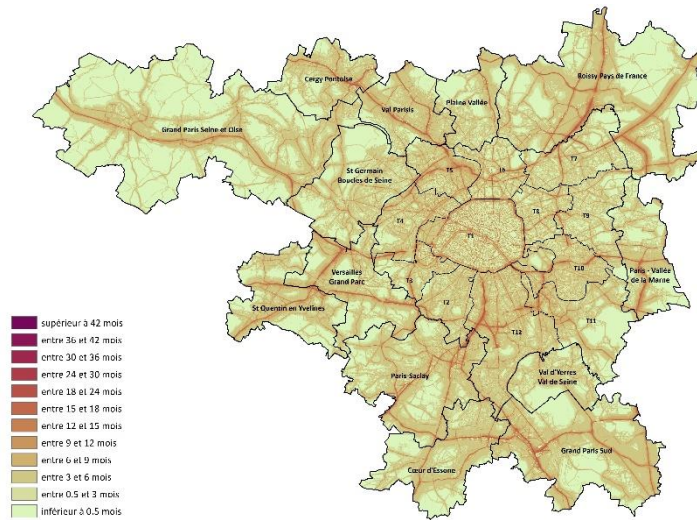 Cergy Pontoise
Roissy Pays de France
Val Parisis
Plaine Vallée
Grand Paris Seine et Oise
St Germain
Boucles de Seine
T5
T6
T7
T4
T8
T9
T1
Paris - Vallée
de la Marne
T10
Versailles
Grand Parc
T3
T2
St Quentin en Yvelines
T11
T12
Paris-Saclay
Val d'Yerres
Val de Seine
Grand Paris Sud
Cœur d'Essone
supérieur à 42 mois
entre 36 et 42 mois
entre 30 et 36 mois
entre 24 et 30 mois
entre 18 et 24 mois
entre 15 et 18 mois
entre 12 et 15 mois
entre 9 et 12 mois
entre 6 et 9 mois
entre 3 et 6 mois
entre 0.5 et 3 mois
inférieur à 0.5 mois